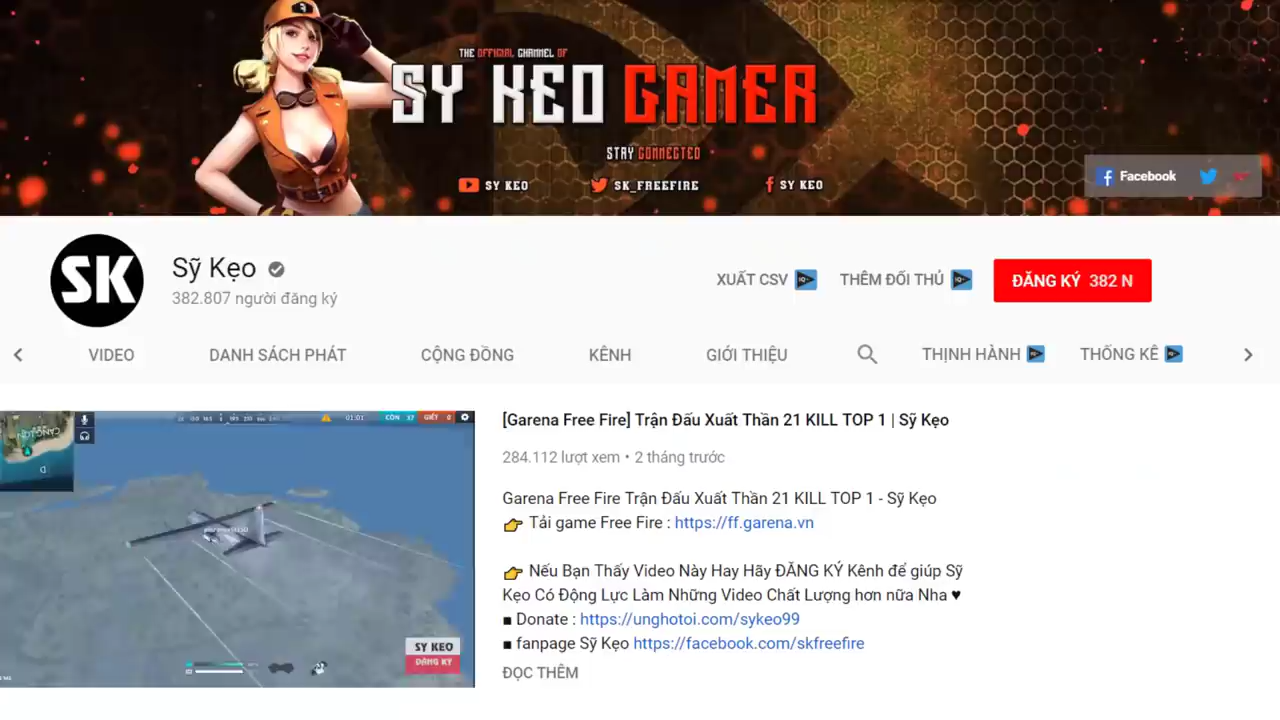 THE OFFICIAL CHANNEL OF
SY KEO GAMER
STAY CONNECTED
SY KEO
SK_FREEFIRE
SY KEO
Facebook
SK
Sỹ Kẹo
382.807 người đăng ký
XUẤT CSV
THÊM ĐỐI THỦ
ĐĂNG KÝ 382 N
VIDEO
DANH SÁCH PHÁT
CỘNG ĐỒNG
KÊNH
GIỚI THIỆU
THỊNH HÀNH
THỐNG KÊ
01:01
CÒN 37
GIẾT 0
[Garena Free Fire] Trận Đấu Xuất Thần 21 KILL TOP 1 | Sỹ Kẹo
284.112 lượt xem • 2 tháng trước
Garena Free Fire Trận Đấu Xuất Thần 21 KILL TOP 1 - Sỹ Kẹo
👉 Tải game Free Fire : https://ff.garena.vn
👉 Nếu Bạn Thấy Video Này Hay Hãy ĐĂNG KÝ Kênh để giúp Sỹ
Kẹo Có Động Lực Làm Những Video Chất Lượng hơn nữa Nha ♥
■ Donate : https://unghotoi.com/sykeo99
■ fanpage Sỹ Kẹo https://facebook.com/skfreefire
ĐỌC THÊM
SY KEO
ĐĂNG KÝ